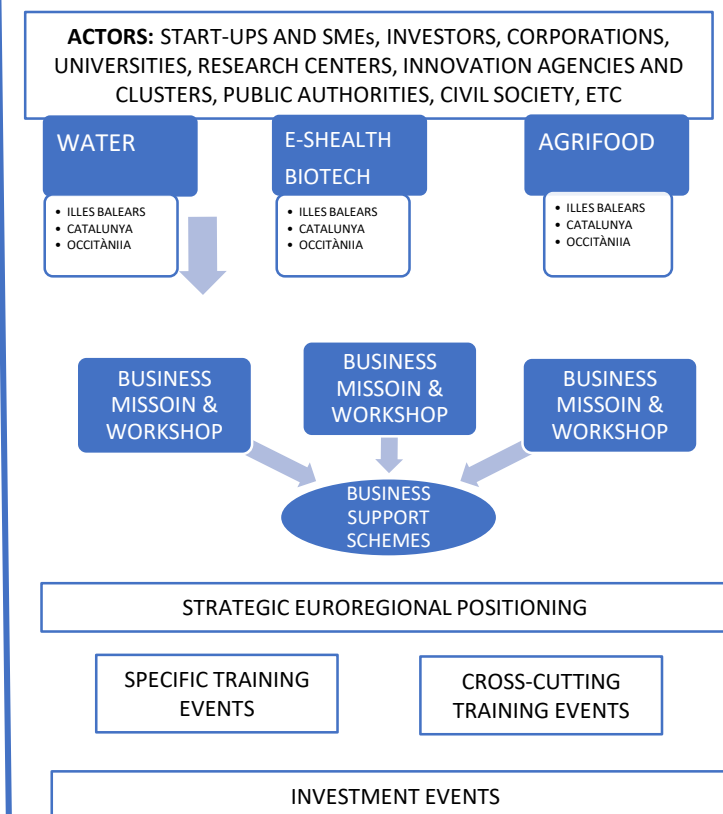 ACTORS: START-UPS AND SMEs, INVESTORS, CORPORATIONS,
UNIVERSITIES, RESEARCH CENTERS, INNOVATION AGENCIES AND
CLUSTERS, PUBLIC AUTHORITIES, CIVIL SOCIETY, ETC
WATER
• ILLES BALEARS
• CATALUNYA
• OCCITÀNIIA
E-SHEALTH
BIOTECH
• ILLES BALEARS
• CATALUNYA
• OCCITÀNIIA
AGRIFOOD
• ILLES BALEARS
• CATALUNYA
• OCCITÀNIIA
BUSINESS
MISSOIN &
WORKSHOP
BUSINESS
MISSOIN &
WORKSHOP
BUSINESS
MISSOIN &
WORKSHOP
BUSINESS
SUPPORT
SCHEMES
STRATEGIC EUROREGIONAL POSITIONING
SPECIFIC TRAINING
EVENTS
CROSS-CUTTING
TRAINING EVENTS
INVESTMENT EVENTS